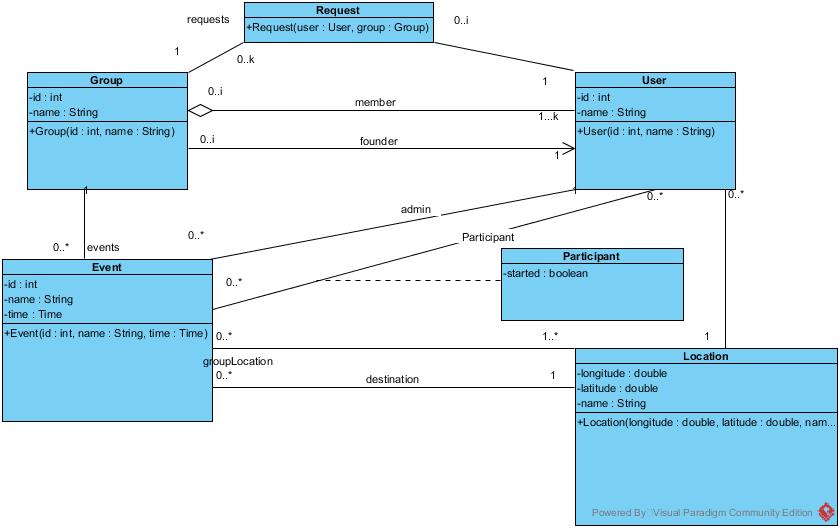 Request
+Request(user : User, group : Group)
requests
0..i
1
0..k
Group
-id : int
-name : String
+Group(id : int, name : String)
User
-id : int
-name : String
+User(id : int, name : String)
0..i
member
1
1...k
0..i
founder
1
1
1
0..*
admin
0..*
0..*
Participant
0..*
events
0..*
Event
-id : int
-name : String
-time : Time
+Event(id : int, name : String, time : Time)
Participant
-started : boolean
0..*
1..*
1
groupLocation
0..*
destination
1
Location
-longitude : double
-latitude : double
-name : String
+Location(longitude : double, latitude : double, nam...
Powered By Visual Paradigm Community Edition